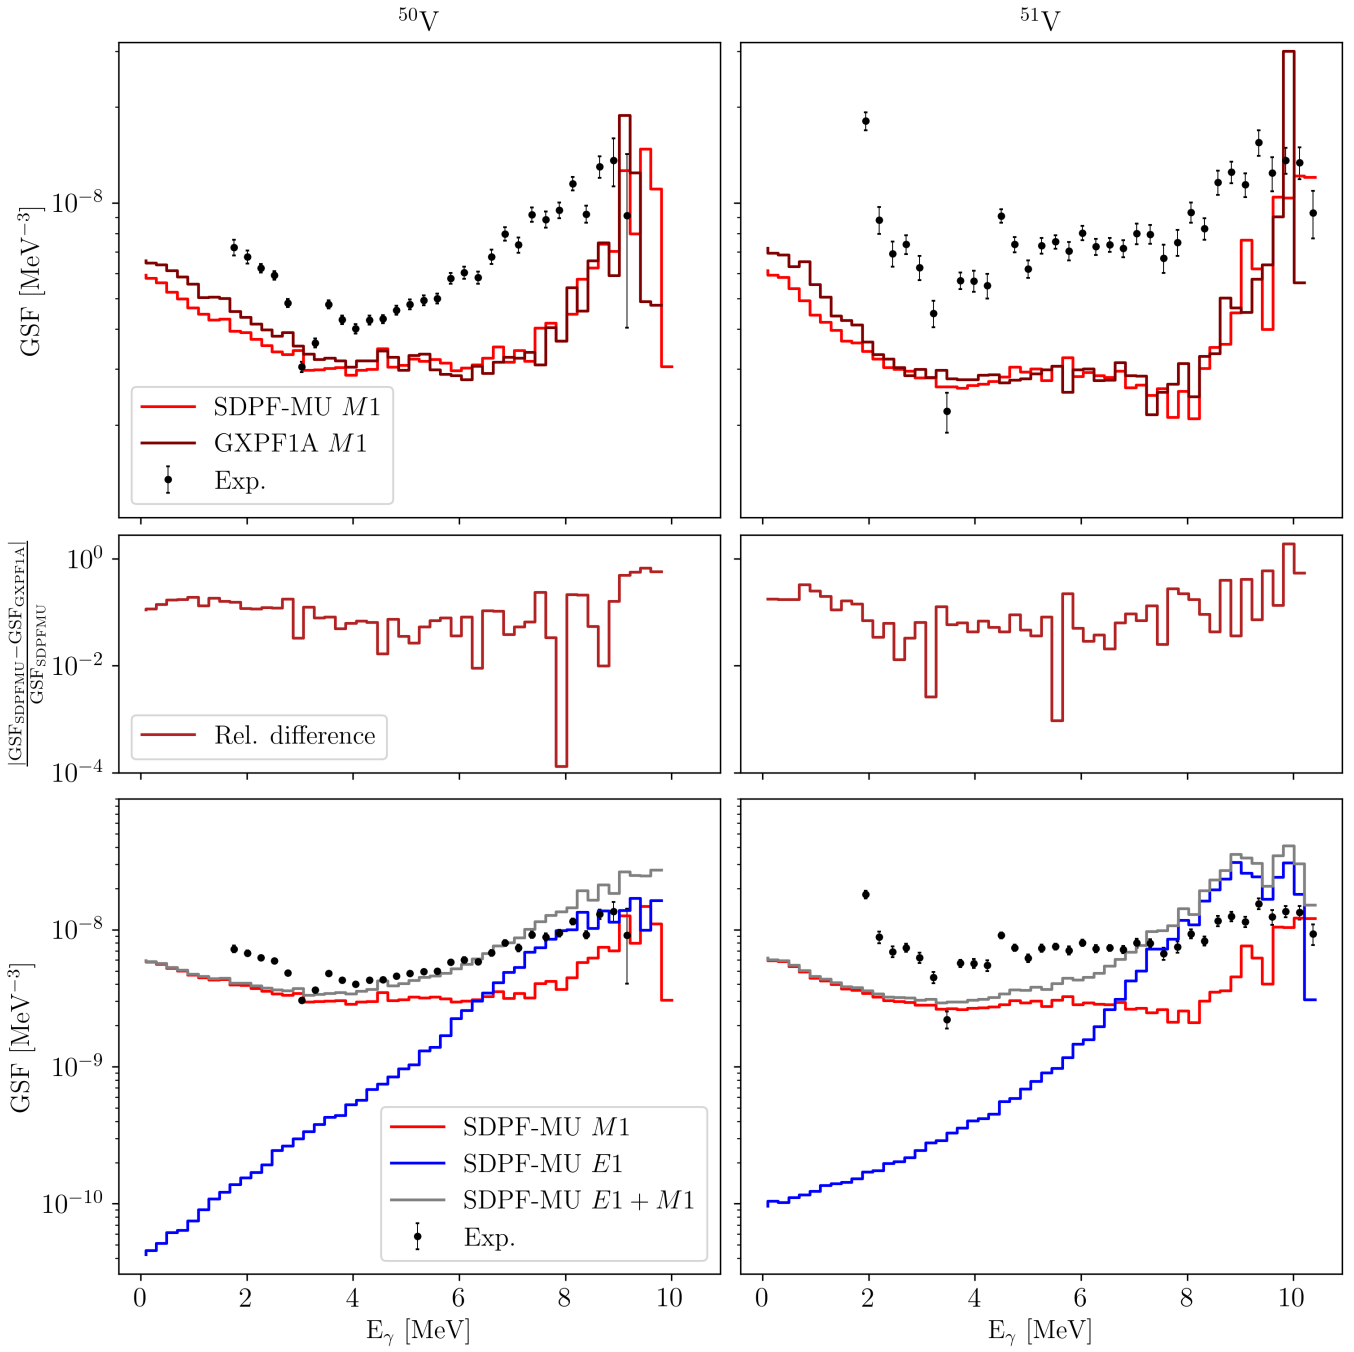 ⁵⁰V
⁵¹V
GSF [MeV⁻³]
10⁻⁸
SDPF-MU M1
GXPF1A M1
Exp.
|GSF_SDPFMU−GSF_GXPF1A|
GSF_SDPFMU
10⁰
10⁻²
10⁻⁴
Rel. difference
GSF [MeV⁻³]
10⁻⁸
10⁻⁹
10⁻¹⁰
SDPF-MU M1
SDPF-MU E1
SDPF-MU E1 + M1
Exp.
0 2 4 6 8 10
0 2 4 6 8 10
E_γ [MeV]
E_γ [MeV]